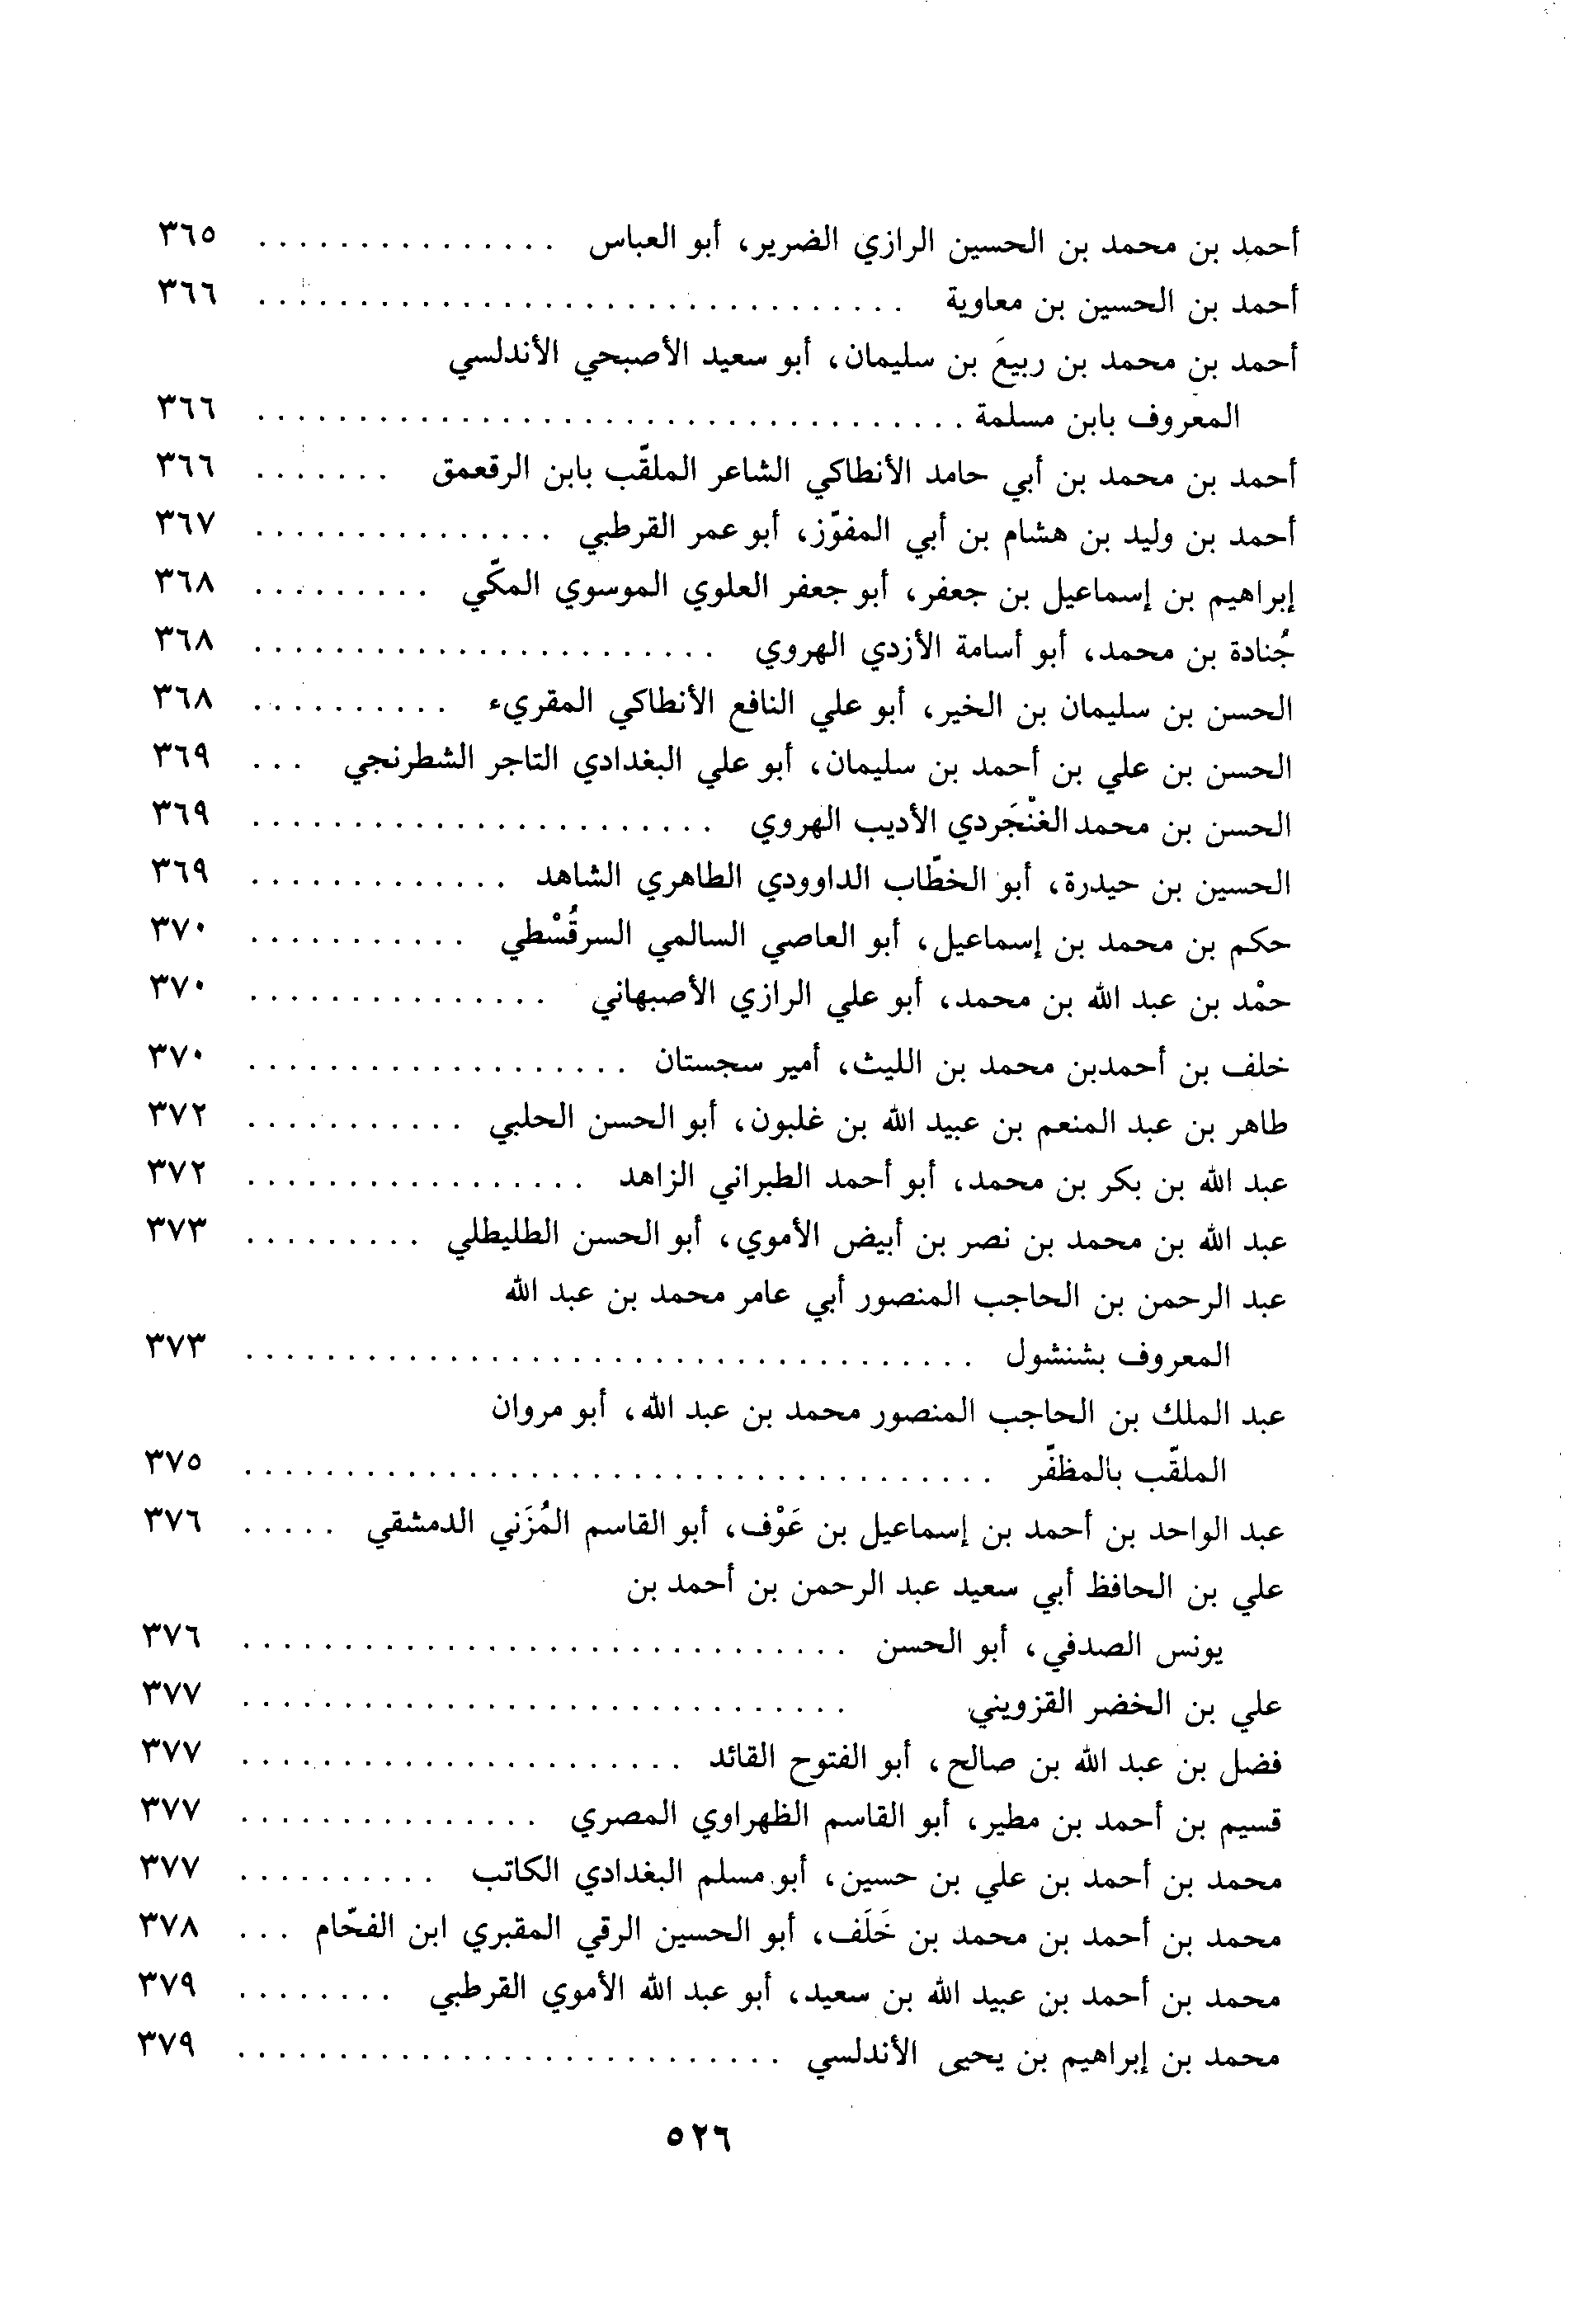 أحمد بن محمد بن الحسين الرازي الضرير، أبو العباس . . . . . . . . . . . . . . . ٣٦٥
أحمد بن الحسين بن معاوية . . . . . . . . . . . . . . . . . . . . . . . . . . . . . . . . ٣٦٦
أحمد بن محمد بن ربيعَ بن سليمان، أبو سعيد الأصبحي الأندلسي
المعروف بابن مسلمة . . . . . . . . . . . . . . . . . . . . . . . . . . . . . . . . . . . ٣٦٦
أحمد بن محمد بن أبي حامد الأنطاكي الشاعر الملقّب بابن الرقعمق . . . . . . . ٣٦٦
أحمد بن وليد بن هشام بن أبي المفوّز، أبو عمر القرطبي . . . . . . . . . . . . . . . ٣٦٧
إبراهيم بن إسماعيل بن جعفر، أبو جعفر العلوي الموسوي المكّي . . . . . . . . . ٣٦٨
جُنادة بن محمد، أبو أسامة الأزدي الهروي . . . . . . . . . . . . . . . . . . . . . . . ٣٦٨
الحسن بن سليمان بن الخير، أبو علي النافع الأنطاكي المقريء . . . . . . . . . . ٣٦٨
الحسن بن علي بن أحمد بن سليمان، أبو علي البغدادي التاجر الشطرنجي . . . ٣٦٩
الحسن بن محمد الغنْجَردي الأديب الهروي . . . . . . . . . . . . . . . . . . . . . . . ٣٦٩
الحسين بن حيدرة، أبو الخطّاب الداوودي الطاهري الشاهد . . . . . . . . . . . . . ٣٦٩
حكم بن محمد بن إسماعيل، أبو العاصي السالمي السرقُسْطي . . . . . . . . . . . ٣٧٠
حمْد بن عبد الله بن محمد، أبو علي الرازي الأصبهاني . . . . . . . . . . . . . . . ٣٧٠
خلف بن أحمدبن محمد بن الليث، أمير سجستان . . . . . . . . . . . . . . . . . . . ٣٧٠
طاهر بن عبد المنعم بن عبيد الله بن غلبون، أبو الحسن الحلبي . . . . . . . . . . . ٣٧٢
عبد الله بن بكر بن محمد، أبو أحمد الطبراني الزاهد . . . . . . . . . . . . . . . . . ٣٧٢
عبد الله بن محمد بن نصر بن أبيض الأموي، أبو الحسن الطليطلي . . . . . . . . . ٣٧٣
عبد الرحمن بن الحاجب المنصور أبي عامر محمد بن عبد الله
المعروف بشنشول . . . . . . . . . . . . . . . . . . . . . . . . . . . . . . . . . . . . ٣٧٣
عبد الملك بن الحاجب المنصور محمد بن عبد الله، أبو مروان
الملقّب بالمظفّر . . . . . . . . . . . . . . . . . . . . . . . . . . . . . . . . . . . . . ٣٧٥
عبد الواحد بن أحمد بن إسماعيل بن عَوْف، أبو القاسم المُزَني الدمشقي . . . . . ٣٧٦
علي بن الحافظ أبي سعيد عبد الرحمن بن أحمد بن
يونس الصدفي، أبو الحسن . . . . . . . . . . . . . . . . . . . . . . . . . . . . . . ٣٧٦
علي بن الخضر القزويني . . . . . . . . . . . . . . . . . . . . . . . . . . . . . . ٣٧٧
فضل بن عبد الله بن صالح، أبو الفتوح القائد . . . . . . . . . . . . . . . . . . . . . . ٣٧٧
قسيم بن أحمد بن مطير، أبو القاسم الظهراوي المصري . . . . . . . . . . . . . . . ٣٧٧
محمد بن أحمد بن علي بن حسين، أبو مسلم البغدادي الكاتب . . . . . . . . . . ٣٧٧
محمد بن أحمد بن محمد بن خَلَف، أبو الحسين الرقي المقبري ابن الفحّام . . . ٣٧٨
محمد بن أحمد بن عبيد الله بن سعيد، أبو عبد الله الأموي القرطبي . . . . . . . . ٣٧٩
محمد بن إبراهيم بن يحيى الأندلسي . . . . . . . . . . . . . . . . . . . . . . . . . . . ٣٧٩
٥٢٦